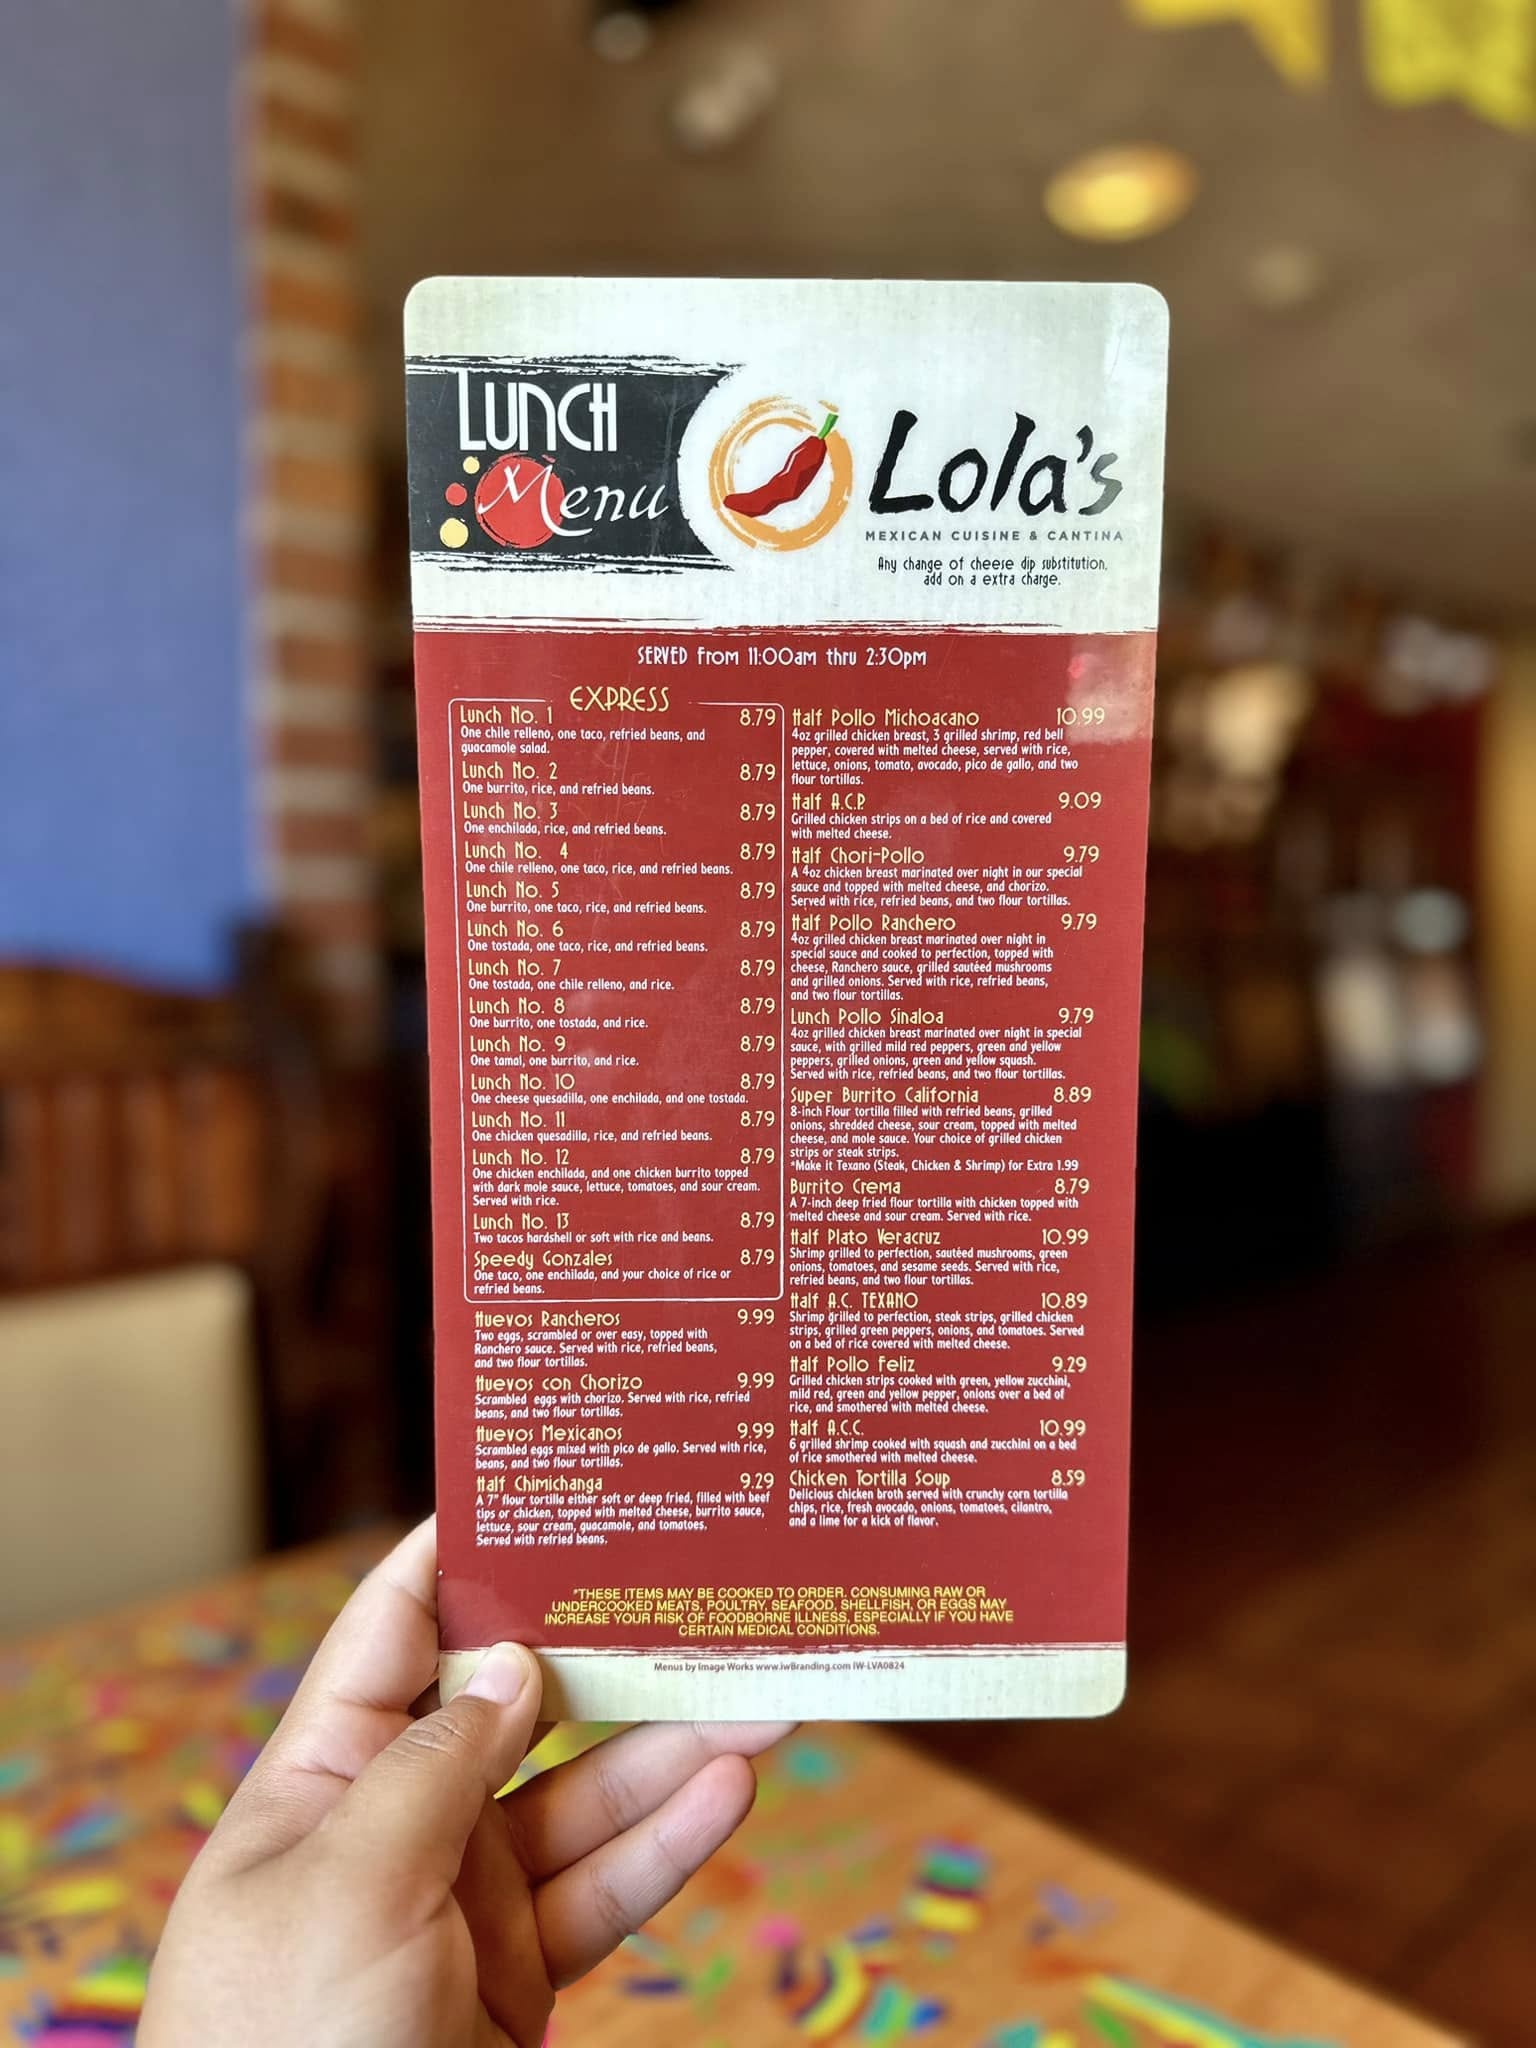 LUNCH
Menu
Lola's
MEXICAN CUISINE & CANTINA
Any change of cheese dip substitution,
add on a extra charge.
SERVED from 11:00am thru 2:30pm
EXPRESS
Lunch No. 1 8.79
One chile relleno, one taco, refried beans, and
guacamole salad.
Lunch No. 2 8.79
One burrito, rice, and refried beans.
Lunch No. 3 8.79
One enchilada, rice, and refried beans.
Lunch No. 4 8.79
One chile relleno, one taco, rice, and refried beans.
Lunch No. 5 8.79
One burrito, one taco, rice, and refried beans.
Lunch No. 6 8.79
One tostada, one taco, rice, and refried beans.
Lunch No. 7 8.79
One tostada, one chile relleno, and rice.
Lunch No. 8 8.79
One burrito, one tostada, and rice.
Lunch No. 9 8.79
One tamal, one burrito, and rice.
Lunch No. 10 8.79
One cheese quesadilla, one enchilada, and one tostada.
Lunch No. 11 8.79
One chicken quesadilla, rice, and refried beans.
Lunch No. 12 8.79
One chicken enchilada, and one chicken burrito topped
with dark mole sauce, lettuce, tomatoes, and sour cream.
Served with rice.
Lunch No. 13 8.79
Two tacos hardshell or soft with rice and beans.
Speedy Gonzales 8.79
One taco, one enchilada, and your choice of rice or
refried beans.
Huevos Rancheros 9.99
Two eggs, scrambled or over easy, topped with
Ranchero sauce. Served with rice, refried beans,
and two flour tortillas.
Huevos con Chorizo 9.99
Scrambled eggs with chorizo. Served with rice, refried
beans, and two flour tortillas.
Huevos Mexicanos 9.99
Scrambled eggs mixed with pico de gallo. Served with rice,
beans, and two flour tortillas.
Half Chimichanga 9.29
A 7" flour tortilla either soft or deep fried, filled with beef
tips or chicken, topped with melted cheese, burrito sauce,
lettuce, sour cream, guacamole, and tomatoes.
Served with refried beans.
Half Pollo Michoacano 10.99
4oz grilled chicken breast, 3 grilled shrimp, red bell
pepper, covered with melted cheese, served with rice,
lettuce, onions, tomato, avocado, pico de gallo, and two
flour tortillas.
Half A.C.P. 9.09
Grilled chicken strips on a bed of rice and covered
with melted cheese.
Half Chori-Pollo 9.79
A 4oz chicken breast marinated over night in our special
sauce and topped with melted cheese, and chorizo.
Served with rice, refried beans, and two flour tortillas.
Half Pollo Ranchero 9.79
4oz grilled chicken breast marinated over night in
special sauce and cooked to perfection, topped with
cheese, Ranchero sauce, grilled sautéed mushrooms
and grilled onions. Served with rice, refried beans,
and two flour tortillas.
Lunch Pollo Sinaloa 9.79
4oz grilled chicken breast marinated over night in special
sauce, with grilled mild red peppers, green and yellow
peppers, grilled onions, green and yellow squash.
Served with rice, refried beans, and two flour tortillas.
Super Burrito California 8.89
8-inch Flour tortilla filled with refried beans, grilled
onions, shredded cheese, sour cream, topped with melted
cheese, and mole sauce. Your choice of grilled chicken
strips or steak strips.
*Make it Texano (Steak, Chicken & Shrimp) for Extra 1.99
Burrito Crema 8.79
A 7-inch deep fried flour tortilla with chicken topped with
melted cheese and sour cream. Served with rice.
Half Plato Veracruz 10.99
Shrimp grilled to perfection, sautéed mushrooms, green
onions, tomatoes, and sesame seeds. Served with rice,
refried beans, and two flour tortillas.
Half A.C. TEXANO 10.89
Shrimp grilled to perfection, steak strips, grilled chicken
strips, grilled green peppers, onions, and tomatoes. Served
on a bed of rice covered with melted cheese.
Half Pollo Feliz 9.29
Grilled chicken strips cooked with green, yellow zucchini,
mild red, green and yellow pepper, onions over a bed of
rice, and smothered with melted cheese.
Half A.C.C. 10.99
6 grilled shrimp cooked with squash and zucchini on a bed
of rice smothered with melted cheese.
Chicken Tortilla Soup 8.59
Delicious chicken broth served with crunchy corn tortilla
chips, rice, fresh avocado, onions, tomatoes, cilantro,
and a lime for a kick of flavor.
*THESE ITEMS MAY BE COOKED TO ORDER. CONSUMING RAW OR
UNDERCOOKED MEATS, POULTRY, SEAFOOD, SHELLFISH, OR EGGS MAY
INCREASE YOUR RISK OF FOODBORNE ILLNESS, ESPECIALLY IF YOU HAVE
CERTAIN MEDICAL CONDITIONS.
Menus by Image Works www.iwBranding.com IW-LVA0824